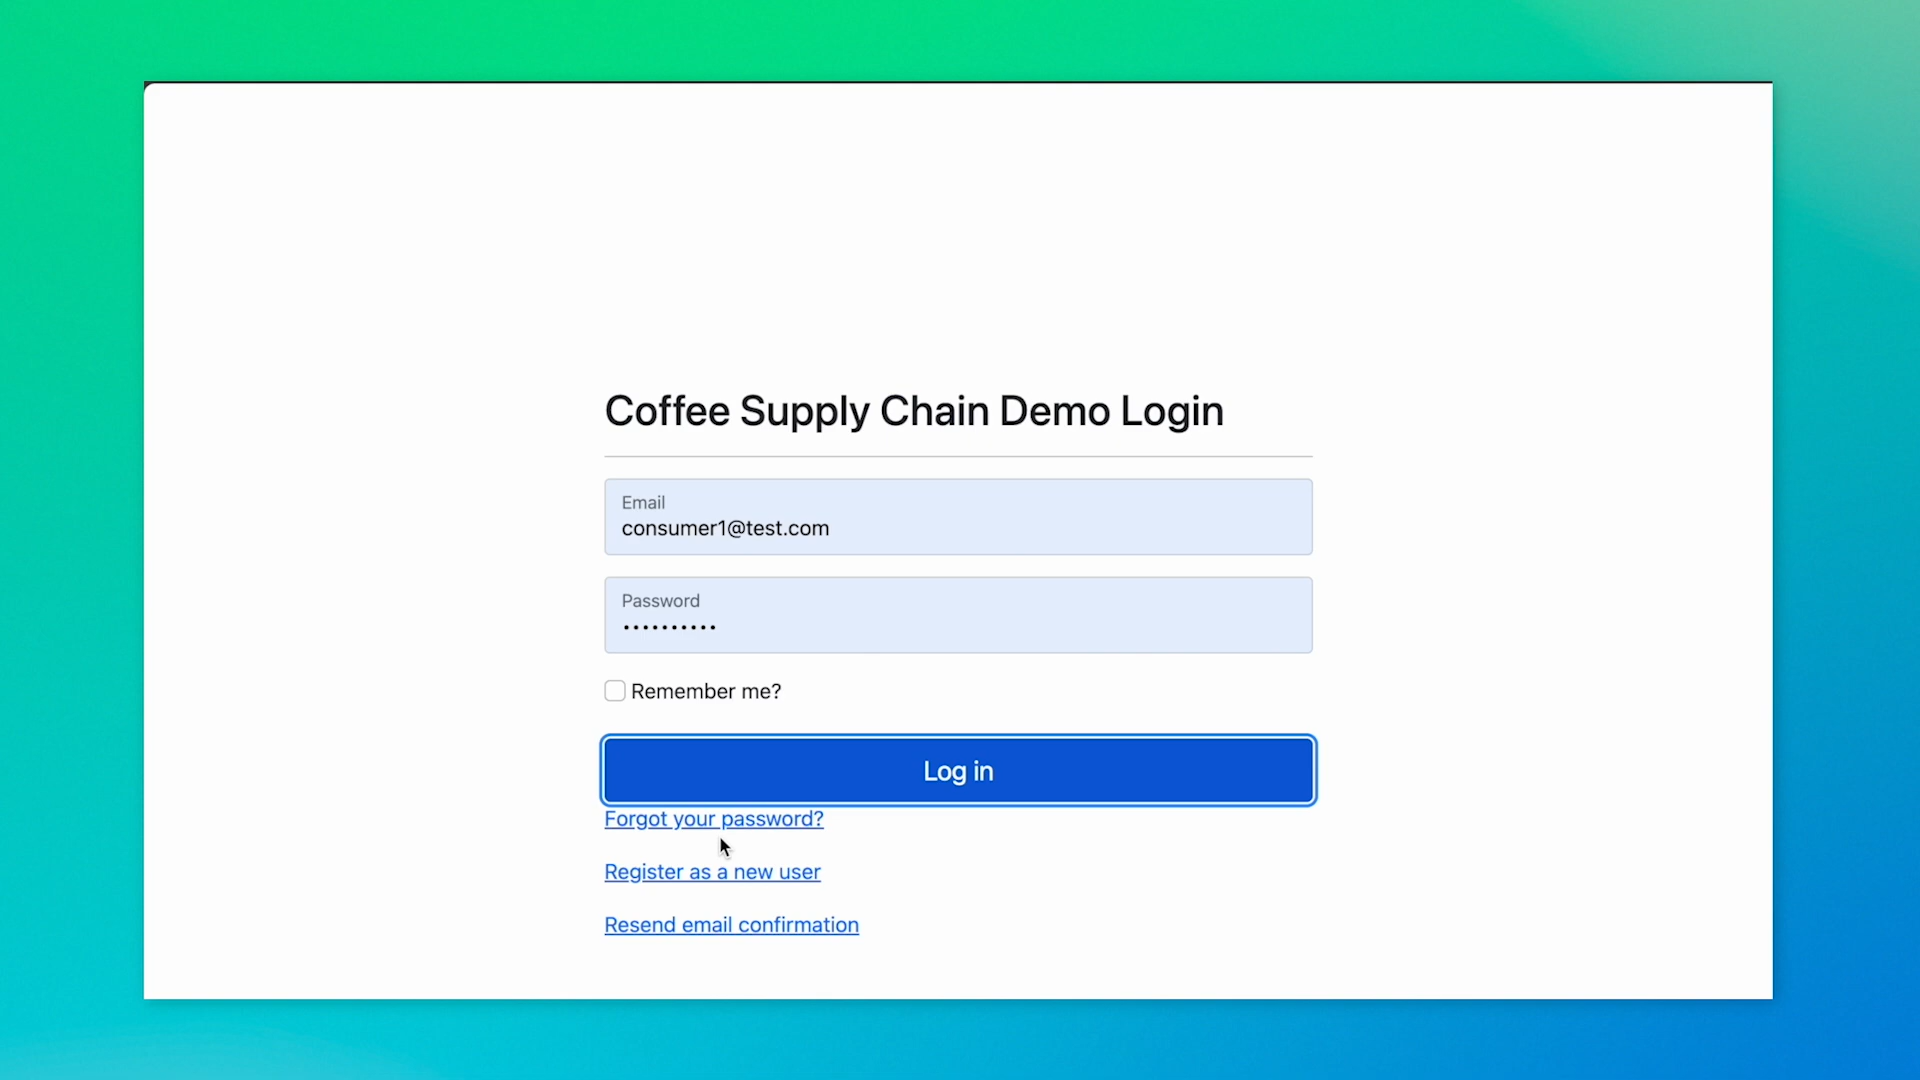 Coffee Supply Chain Demo Login
Email
consumer1@test.com
Password
••••••••••
Remember me?
Log in
Forgot your password?
Register as a new user
Resend email confirmation